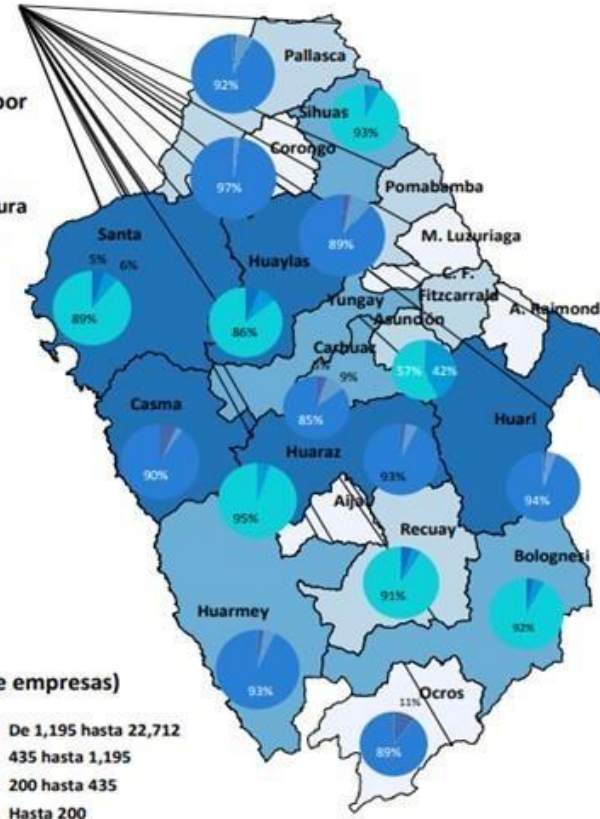 Pallasca
92%
por
Sihuas
93%
Corongo
97%
Pomabamba
ura
Santa
5%
6%
89%
M. Luzuriaga
Huaylas
89%
C. F.
Fitzcarrald
A. Raimond
Yungay
86%
Asunción
Carhuaz
9%
57%
42%
Casma
85%
Huari
Huaraz
90%
93%
94%
95%
Aija
Recuay
Bolognesi
91%
92%
Huarmey
93%
e empresas)
Ocros
11%
89%
De 1,195 hasta 22,712
435 hasta 1,195
200 hasta 435
Hasta 200